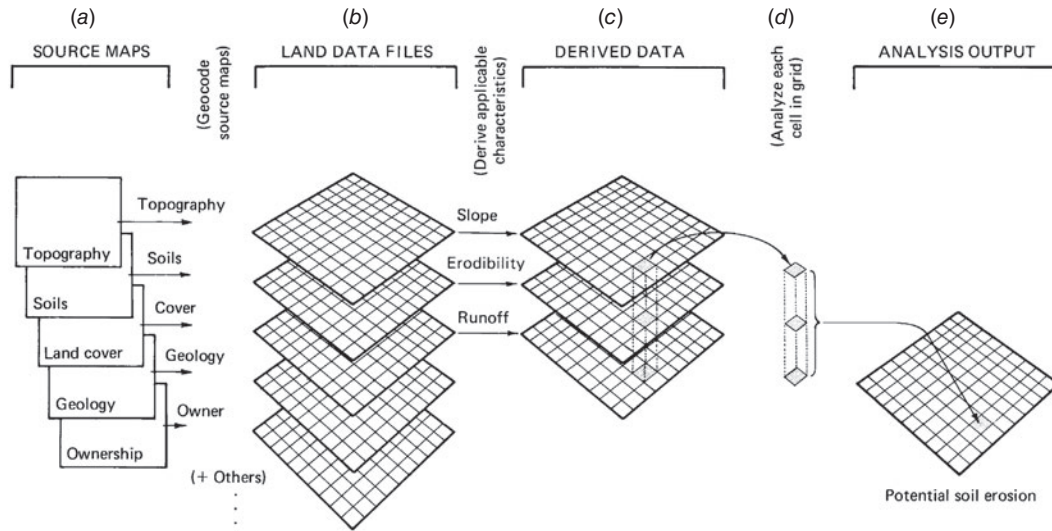 (a)
(b)
(c)
(d)
(e)
SOURCE MAPS
(Geocode
source maps)
LAND DATA FILES
(Derive applicable
characteristics)
DERIVED DATA
(Analyze each
cell in grid)
ANALYSIS OUTPUT
Topography
Topography
Soils
Soils
Cover
Land cover
Geology
Geology
Owner
Ownership
(+ Others)
Slope
Erodibility
Runoff
Potential soil erosion